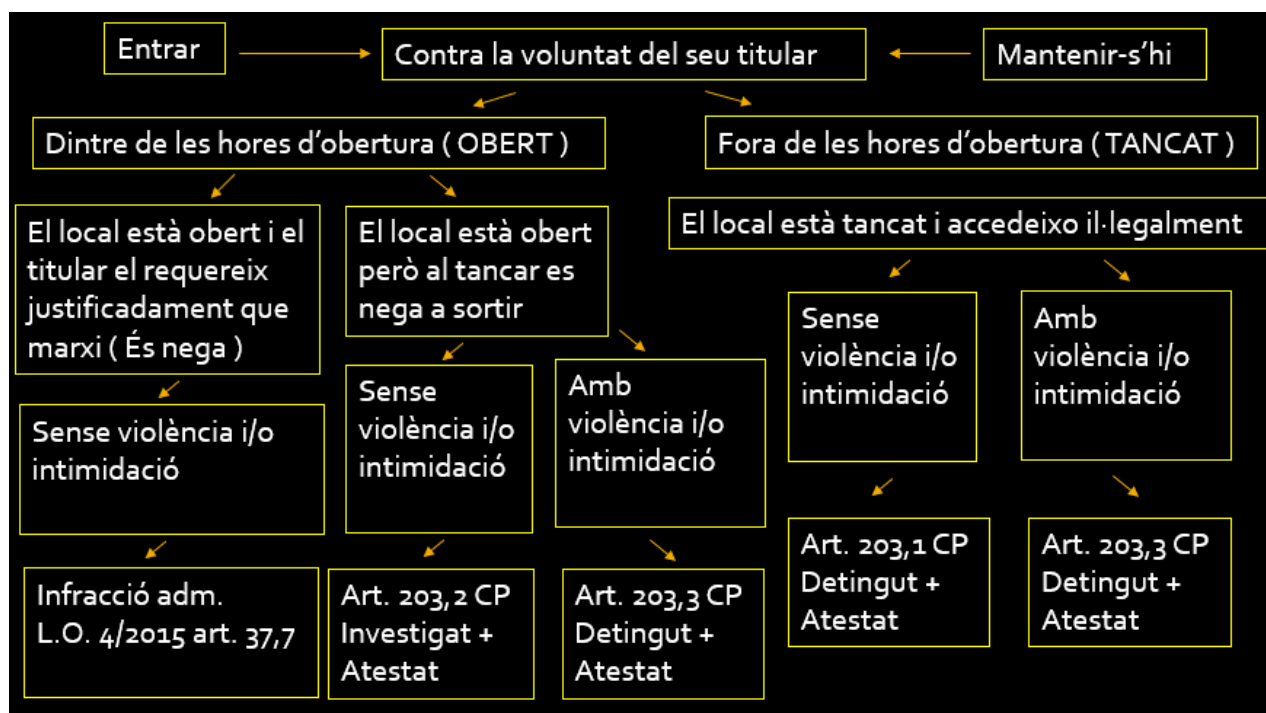 Entrar
Contra la voluntat del seu titular
Mantenir-s'hi
Dintre de les hores d'obertura ( OBERT )
Fora de les hores d'obertura ( TANCAT )
El local està obert i el
titular el requereix
justificadament que
marxi ( És nega )
El local està obert
però al tancar es
nega a sortir
El local està tancat i accedeixo il·legalment
Sense violència i/o
intimidació
Sense
violència i/o
intimidació
Amb
violència i/o
intimidació
Sense
violència i/o
intimidació
Amb
violència i/o
intimidació
Infracció adm.
L.O. 4/2015 art. 37,7
Art. 203,2 CP
Investigat +
Atestat
Art. 203,3 CP
Detingut +
Atestat
Art. 203,1 CP
Detingut +
Atestat
Art. 203,3 CP
Detingut +
Atestat